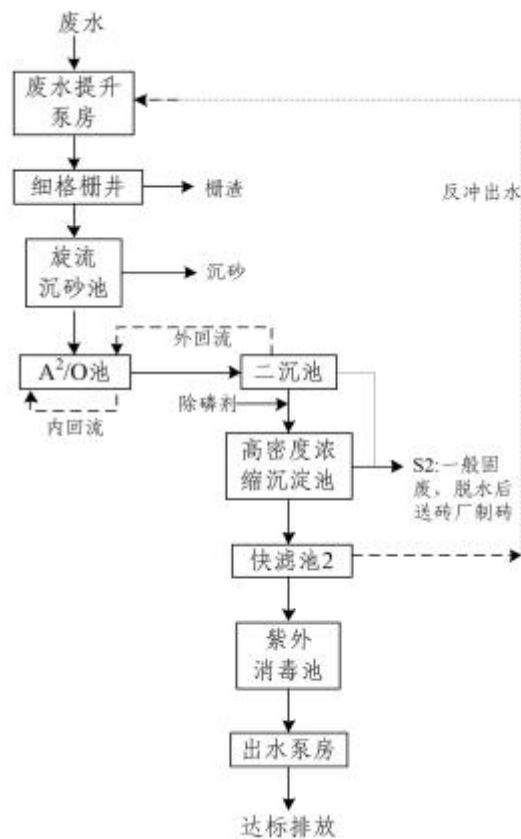 废水
废水提升
泵房
细格栅井
栅渣
反冲出水
旋流
沉砂池
沉砂
外回流
A²/O池
二沉池
内回流
除磷剂
高密度浓
缩沉淀池
S2:一般固
废，脱水后
送砖厂制砖
快滤池2
紫外
消毒池
出水泵房
达标排放